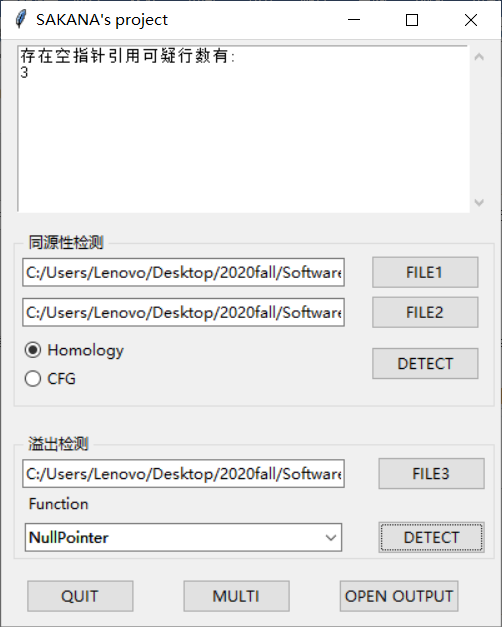 SAKANA's project
存在空指针引用可疑行数有:
3
同源性检测
C:/Users/Lenovo/Desktop/2020fall/Software
FILE1
C:/Users/Lenovo/Desktop/2020fall/Software
FILE2
Homology
CFG
DETECT
溢出检测
C:/Users/Lenovo/Desktop/2020fall/Software
FILE3
Function
NullPointer
DETECT
QUIT
MULTI
OPEN OUTPUT